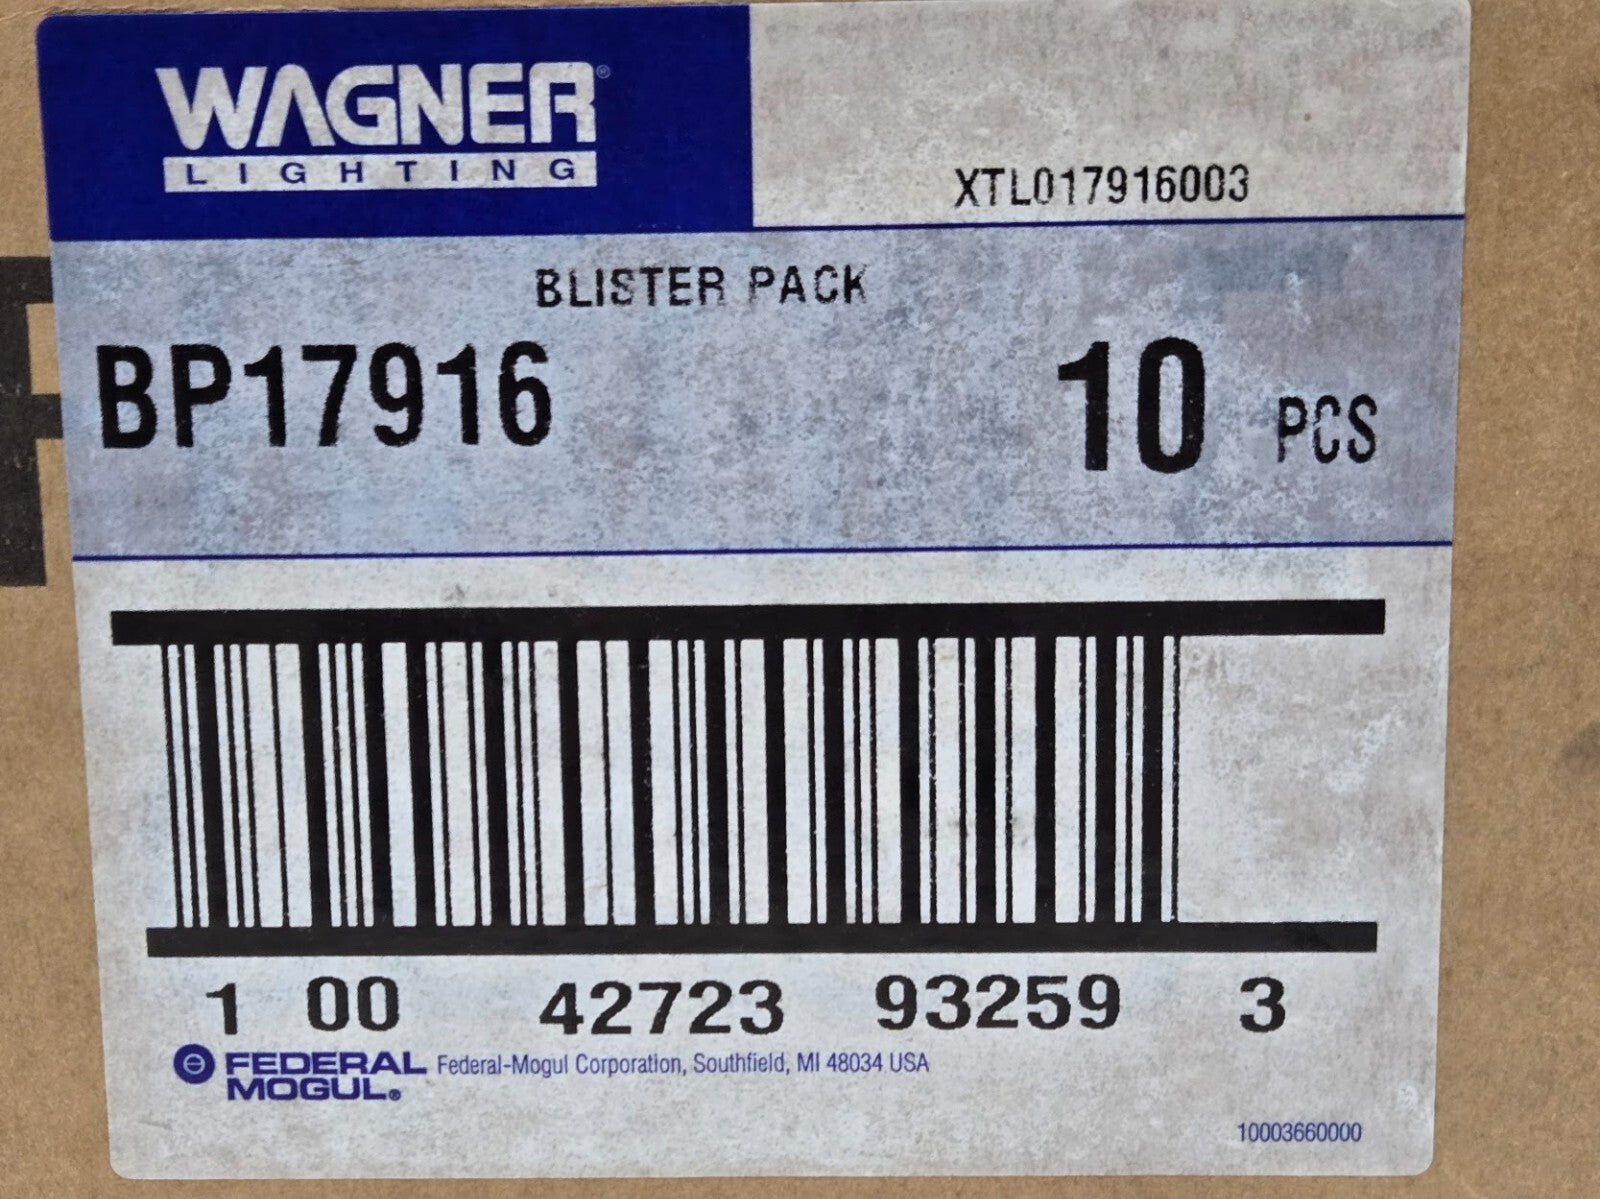 WAGNER®
LIGHTING
XTL017916003
BLISTER PACK
BP17916
10 PCS
1 00 42723 93259 3
FEDERAL MOGUL® Federal-Mogul Corporation, Southfield, MI 48034 USA
10003660000